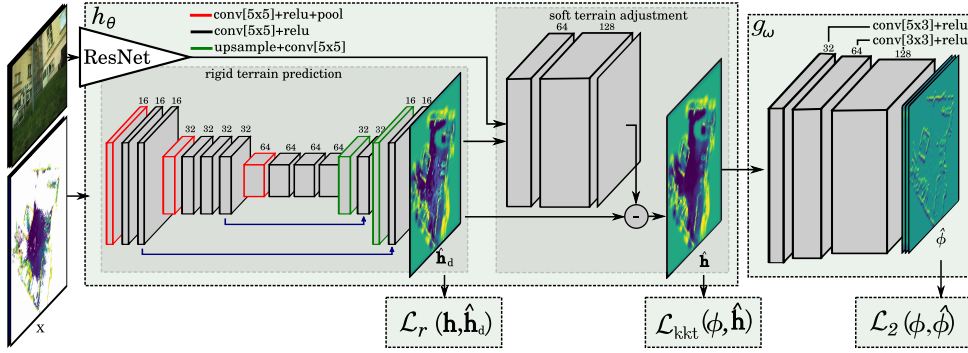 h_θ
conv[5x5]+relu+pool
conv[5x5]+relu
upsample+conv[5x5]
ResNet
rigid terrain prediction
soft terrain adjustment
g_ω
conv[5x3]+relu
conv[3x3]+relu
16 16 16
32 32 32 32
64 64 64 64
32 32
16 16
64
128
32
64
128
-
x
ĥ_d
ĥ
ϕ̂
ℒ_r (h,ĥ_d)
ℒ_kkt (ϕ,ĥ)
ℒ_2 (ϕ,ϕ̂)